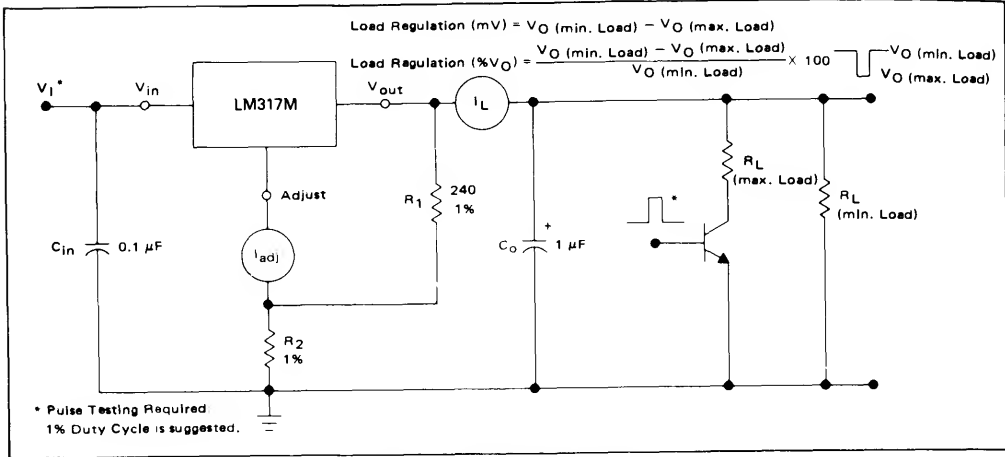 Load Regulation (mV) = VO (min. Load) − VO (max. Load)
Load Ragulation (%VO) = VO (min. Load) − VO (max. Load) / VO (min. Load) × 100
VO (min. Load)
VO (max. Load)
VI*
Vin
LM317M
Vout
IL
Adjust
R1
240
1%
RL
(max. Load)
RL
(min. Load)
*
Cin
0.1 μF
Iadj
CO
+
1 μF
R2
1%
* Pulse Testing Required
1% Duty Cycle is suggested.